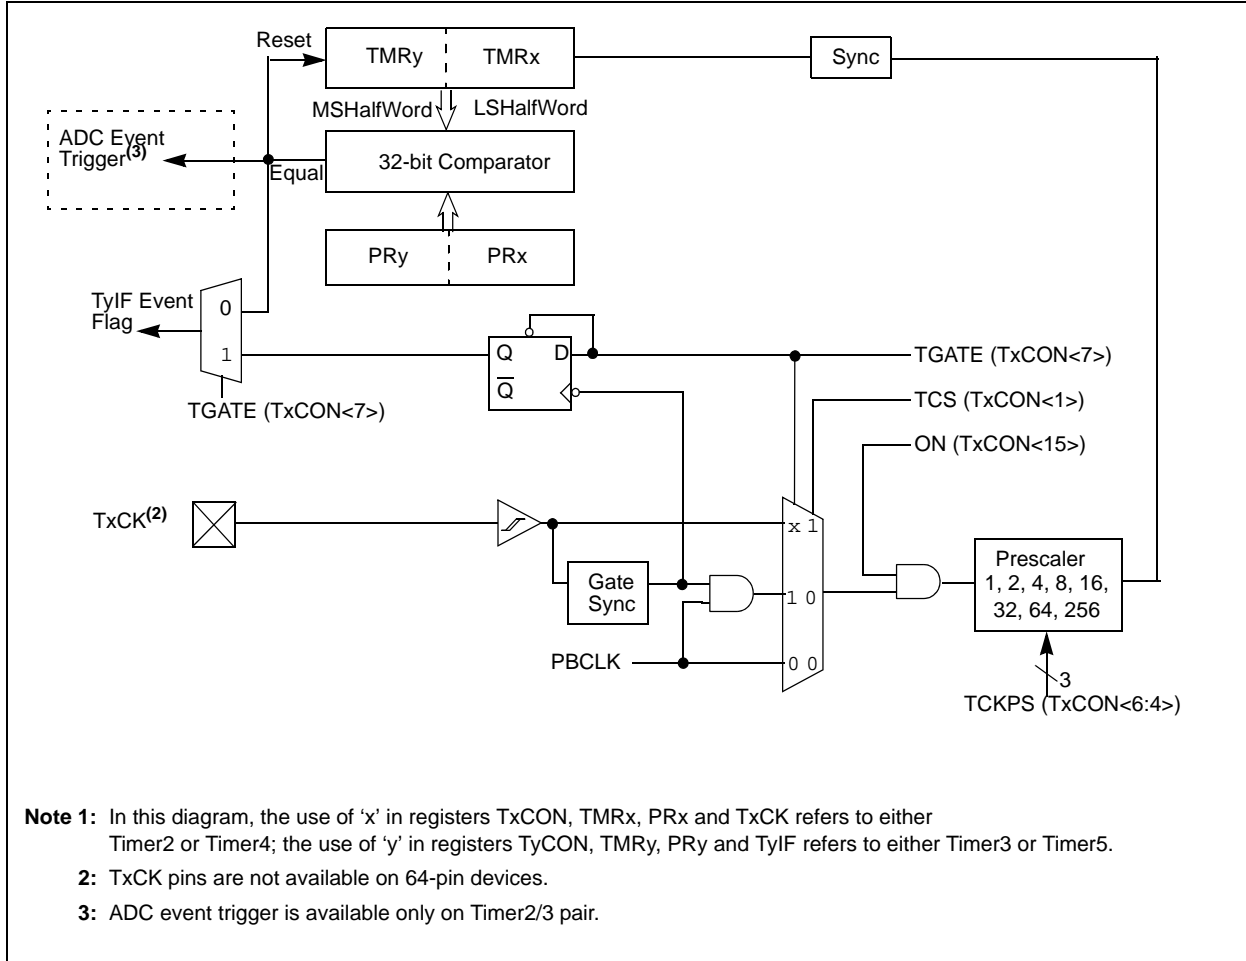 Reset
TMRy
TMRx
Sync
MSHalfWord
LSHalfWord
ADC Event
Trigger(3)
Equal
32-bit Comparator
PRy
PRx
TyIF Event
Flag
0
1
TGATE (TxCON<7>)
Q
D
Q
TGATE (TxCON<7>)
TCS (TxCON<1>)
ON (TxCON<15>)
TxCK(2)
x 1
Gate
Sync
1 0
Prescaler
1, 2, 4, 8, 16,
32, 64, 256
PBCLK
0 0
3
TCKPS (TxCON<6:4>)
Note 1: In this diagram, the use of ‘x’ in registers TxCON, TMRx, PRx and TxCK refers to either
Timer2 or Timer4; the use of ‘y’ in registers TyCON, TMRy, PRy and TyIF refers to either Timer3 or Timer5.
2: TxCK pins are not available on 64-pin devices.
3: ADC event trigger is available only on Timer2/3 pair.